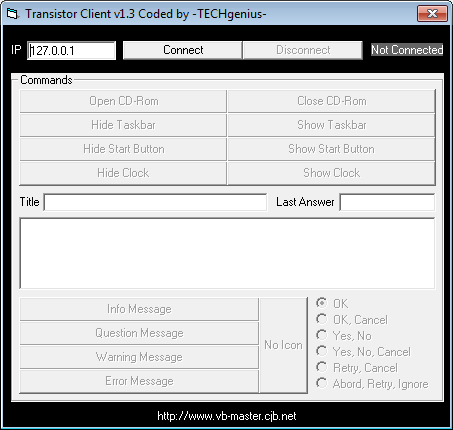 Transistor Client v1.3 Coded by -TECHgenius-
IP 127.0.0.1 Connect Disconnect Not Connected
Commands
Open CD-Rom Close CD-Rom
Hide Taskbar Show Taskbar
Hide Start Button Show Start Button
Hide Clock Show Clock
Title Last Answer
Info Message
Question Message
Warning Message
Error Message
No Icon
OK
OK, Cancel
Yes, No
Yes, No, Cancel
Retry, Cancel
Abord, Retry, Ignore
http://www.vb-master.cjb.net